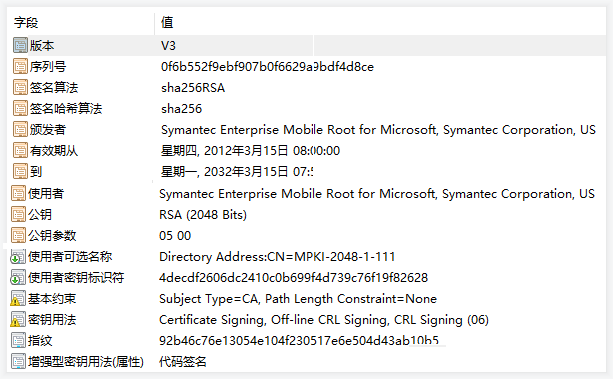 字段 值
版本 V3
序列号 0f6b552f9ebf907b0f6629a9bdf4d8ce
签名算法 sha256RSA
签名哈希算法 sha256
颁发者 Symantec Enterprise Mobile Root for Microsoft, Symantec Corporation, US
有效期从 星期四, 2012年3月15日 08:00:00
到 星期一, 2032年3月15日 07:5
使用者 Symantec Enterprise Mobile Root for Microsoft, Symantec Corporation, US
公钥 RSA (2048 Bits)
公钥参数 05 00
使用者可选名称 Directory Address:CN=MPKI-2048-1-111
使用者密钥标识符 4decdf2606dc2410c0b699f4d739c76f19f82628
基本约束 Subject Type=CA, Path Length Constraint=None
密钥用法 Certificate Signing, Off-line CRL Signing, CRL Signing (06)
指纹 92b46c76e13054e104f230517e6e504d43ab10b5
增强型密钥用法(属性) 代码签名